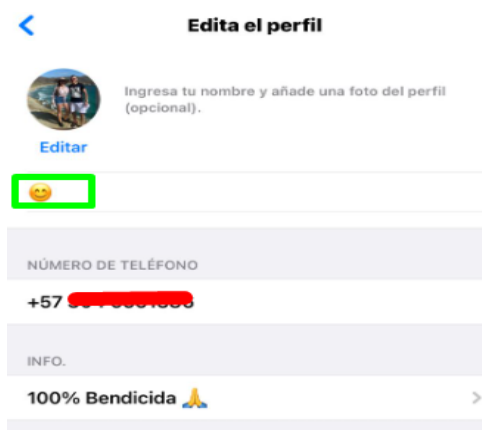 Edita el perfil
Ingresa tu nombre y añade una foto del perfil
(opcional).
Editar
😊
NÚMERO DE TELÉFONO
+57
INFO.
100% Bendicida 🙏